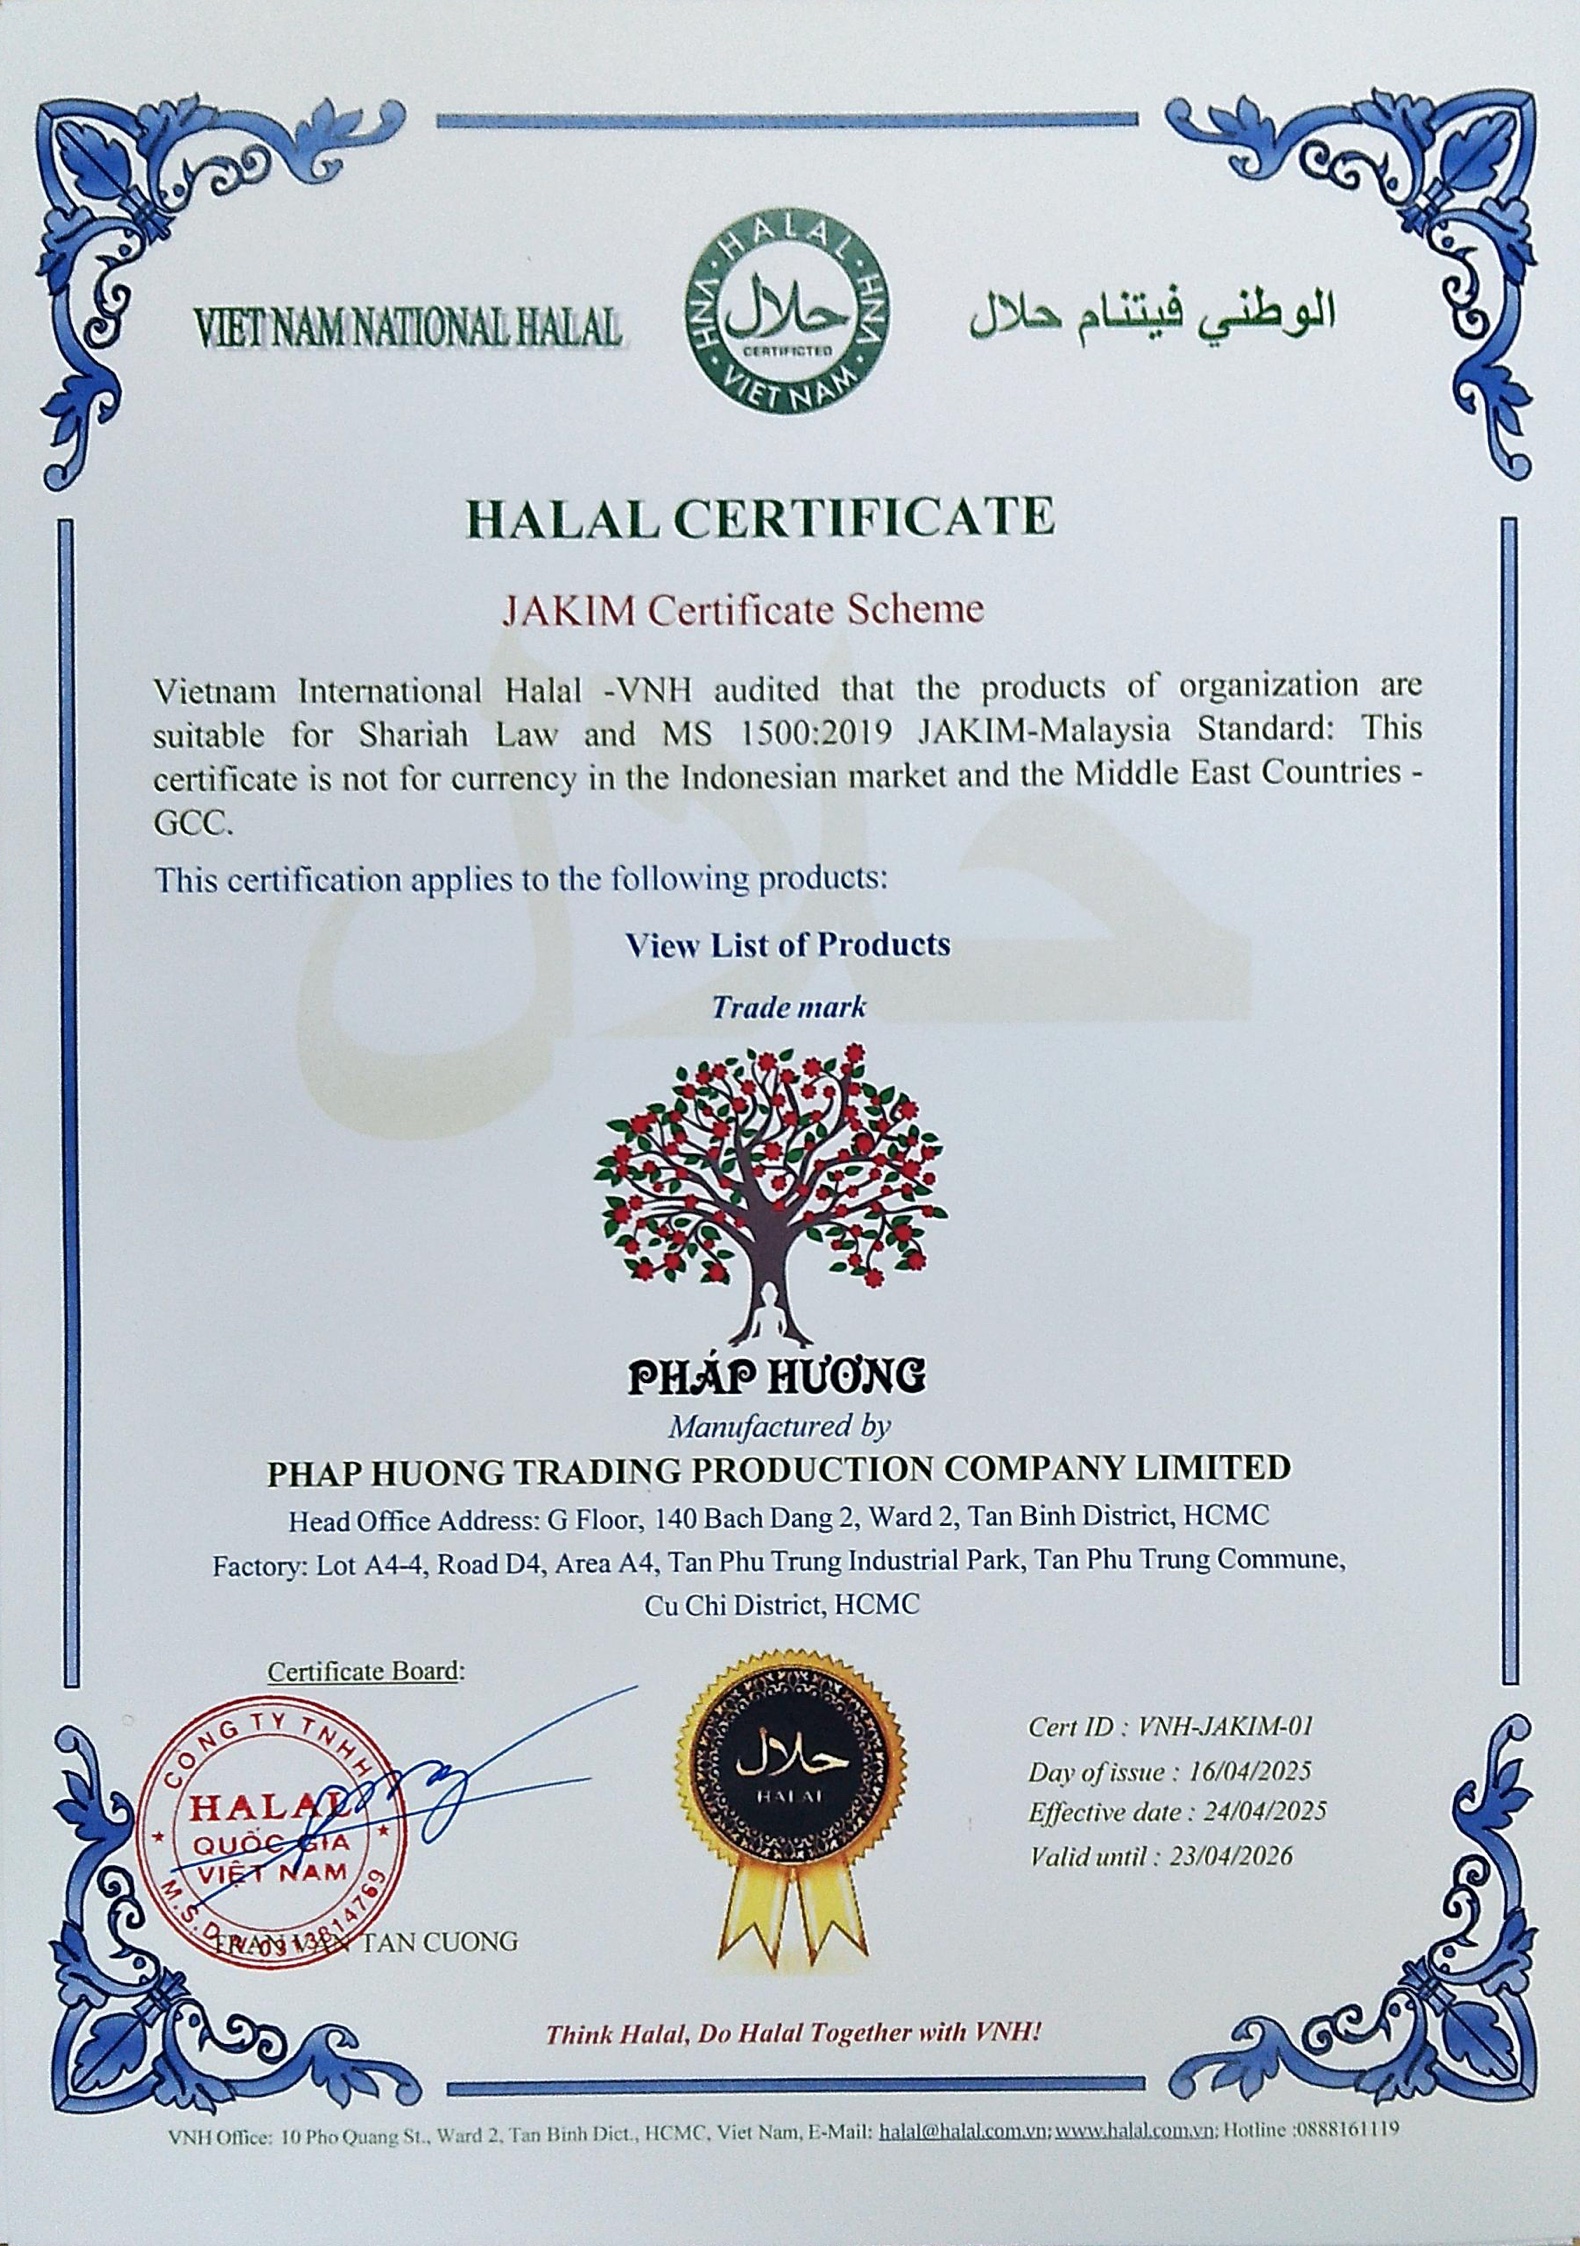 VIET NAM NATIONAL HALAL
HALAL · HNA · VIET NAM · HNV
حلال
CERTIFICTED
الوطني فيتنام حلال
HALAL CERTIFICATE
JAKIM Certificate Scheme
Vietnam International Halal -VNH audited that the products of organization are
suitable for Shariah Law and MS 1500:2019 JAKIM-Malaysia Standard: This
certificate is not for currency in the Indonesian market and the Middle East Countries -
GCC.
This certification applies to the following products:
View List of Products
Trade mark
PHÁP HƯƠNG
Manufactured by
PHAP HUONG TRADING PRODUCTION COMPANY LIMITED
Head Office Address: G Floor, 140 Bach Dang 2, Ward 2, Tan Binh District, HCMC
Factory: Lot A4-4, Road D4, Area A4, Tan Phu Trung Industrial Park, Tan Phu Trung Commune,
Cu Chi District, HCMC
Certificate Board:
CÔNG TY TNHH
HALAL
QUỐC GIA
VIỆT NAM
M.S.D.N:0313814769
TRAN VAN TAN CUONG
حلال
HALAL
Cert ID : VNH-JAKIM-01
Day of issue : 16/04/2025
Effective date : 24/04/2025
Valid until : 23/04/2026
Think Halal, Do Halal Together with VNH!
VNH Office: 10 Pho Quang St., Ward 2, Tan Binh Dict., HCMC, Viet Nam, E-Mail: halal@halal.com.vn; www.halal.com.vn; Hotline :0888161119